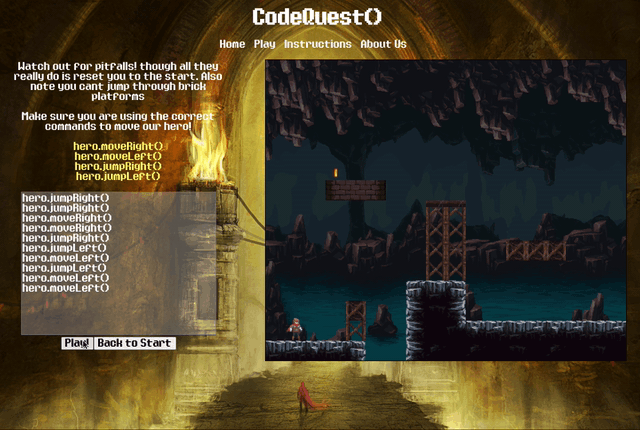 CodeQuest()
Home Play Instructions About Us
Watch out for pitfalls! though all they
really do is reset you to the start. Also
note you cant jump through brick
platforms
Make sure you are using the correct
commands to move our hero!
hero.moveRight()
hero.moveLeft()
hero.jumpRight()
hero.jumpLeft()
hero.jumpRight()
hero.jumpRight()
hero.moveRight()
hero.moveRight()
hero.jumpRight()
hero.jumpLeft()
hero.moveLeft()
hero.jumpLeft()
hero.moveLeft()
hero.moveLeft()
Play! Back to Start